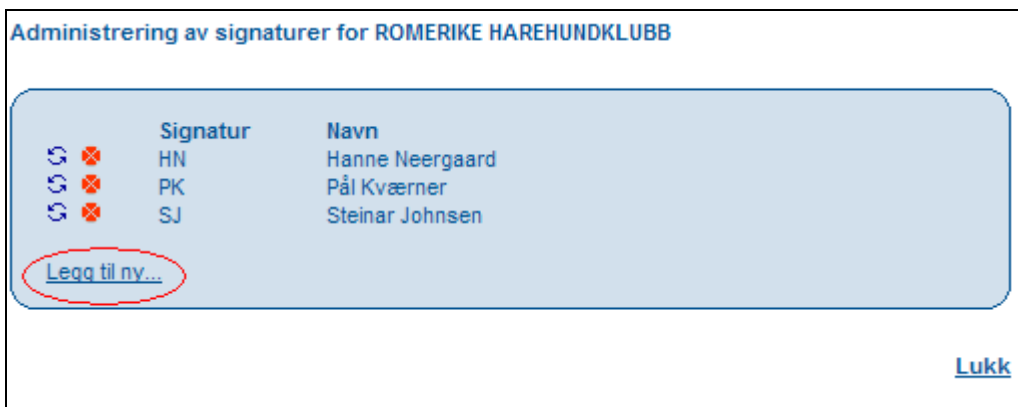 Administrering av signaturer for ROMERIKE HAREHUNDKLUBB
Signatur Navn
HN Hanne Neergaard
PK Pål Kværner
SJ Steinar Johnsen
Legg til ny...
Lukk